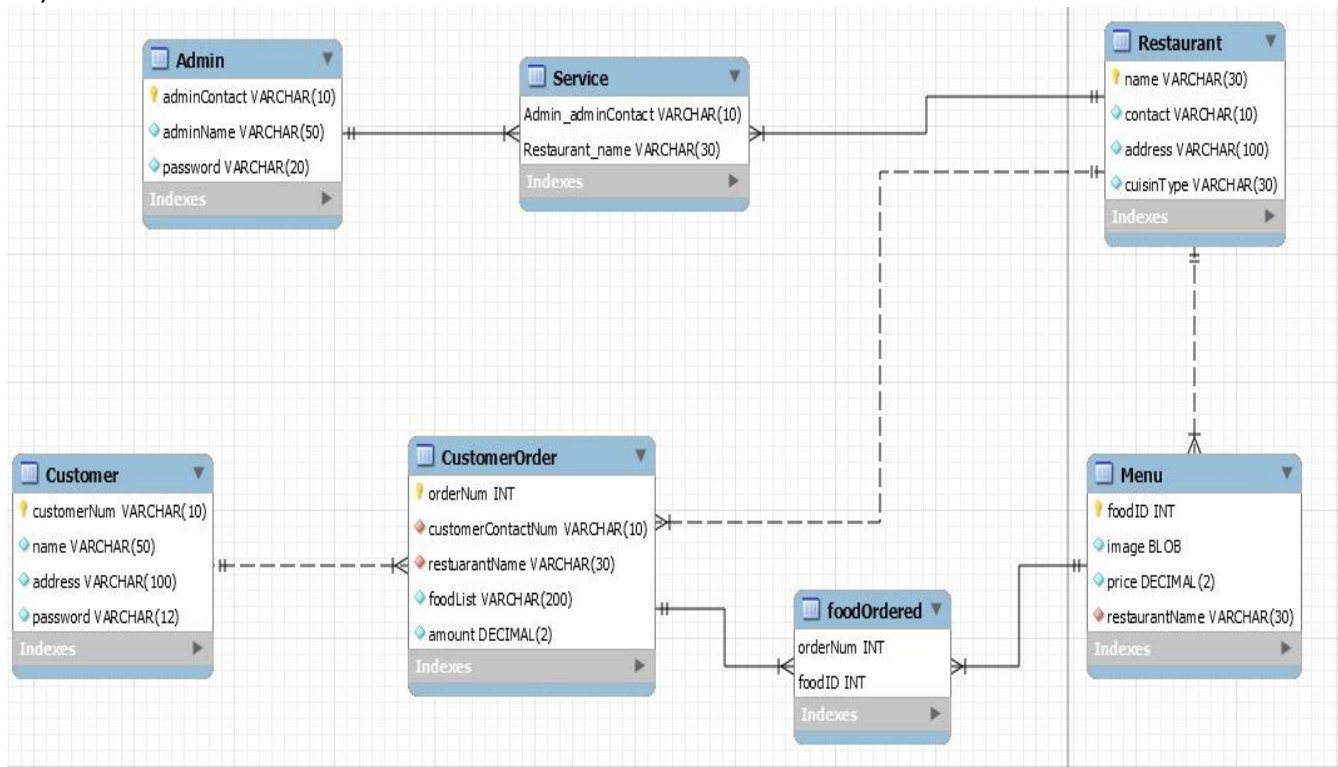 Admin
adminContact VARCHAR(10)
adminName VARCHAR(50)
password VARCHAR(20)
Indexes
Service
Admin_adminContact VARCHAR(10)
Restaurant_name VARCHAR(30)
Indexes
Restaurant
name VARCHAR(30)
contact VARCHAR(10)
address VARCHAR(100)
cuisinType VARCHAR(30)
Indexes
Customer
customerNum VARCHAR(10)
name VARCHAR(50)
address VARCHAR(100)
password VARCHAR(12)
Indexes
CustomerOrder
orderNum INT
customerContactNum VARCHAR(10)
restuarantName VARCHAR(30)
foodList VARCHAR(200)
amount DECIMAL(2)
Indexes
foodOrdered
orderNum INT
foodID INT
Indexes
Menu
foodID INT
image BLOB
price DECIMAL(2)
restaurantName VARCHAR(30)
Indexes